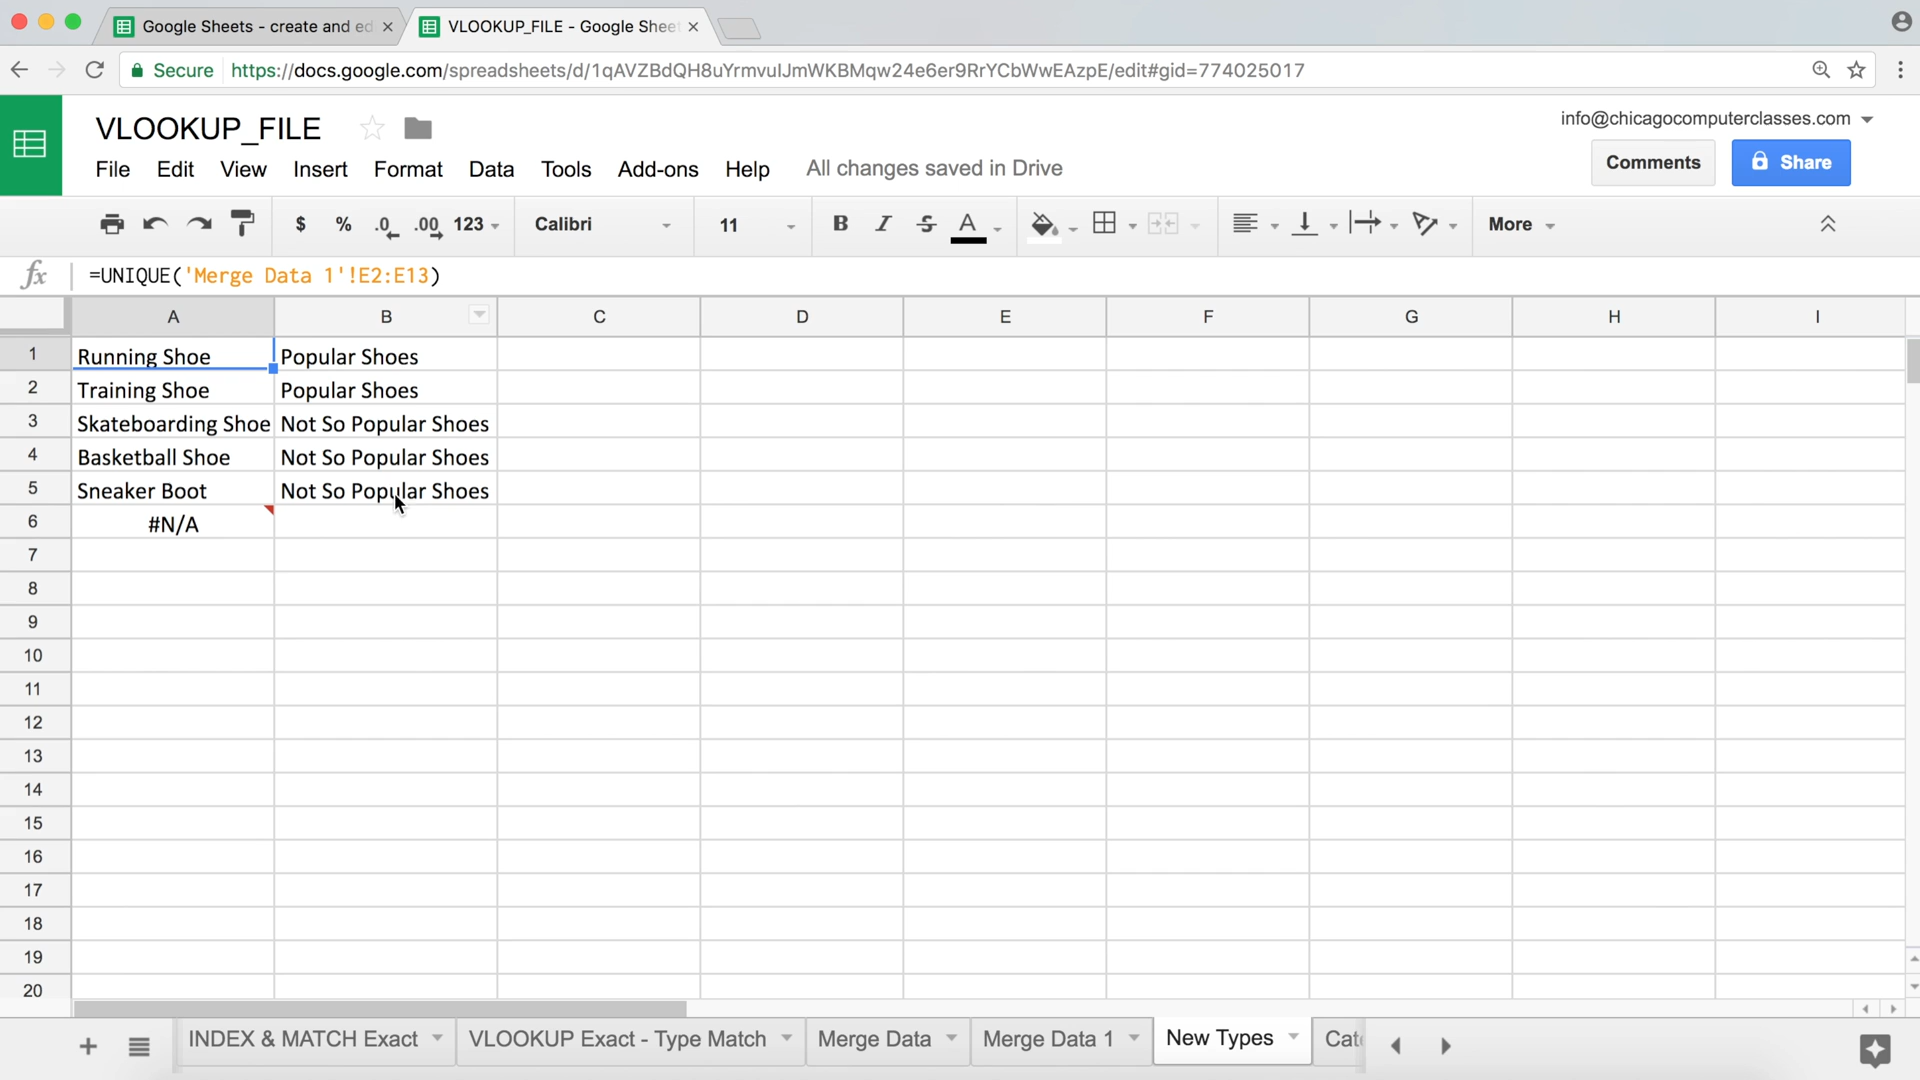 Google Sheets - create and ed
VLOOKUP_FILE - Google Shee
Secure https://docs.google.com/spreadsheets/d/1qAVZBdQH8uYrmvulJmWKBMqw24e6er9RrYCbWwEAzpE/edit#gid=774025017
VLOOKUP_FILE
info@chicagocomputerclasses.com
File Edit View Insert Format Data Tools Add-ons Help All changes saved in Drive
Comments Share
$ % .0 .00 123 Calibri 11 B I S A More
fx =UNIQUE('Merge Data 1'!E2:E13)
A B C D E F G H I
1 Running Shoe Popular Shoes
2 Training Shoe Popular Shoes
3 Skateboarding Shoe Not So Popular Shoes
4 Basketball Shoe Not So Popular Shoes
5 Sneaker Boot Not So Popular Shoes
6 #N/A
7
8
9
10
11
12
13
14
15
16
17
18
19
20
INDEX & MATCH Exact VLOOKUP Exact - Type Match Merge Data Merge Data 1 New Types Cate